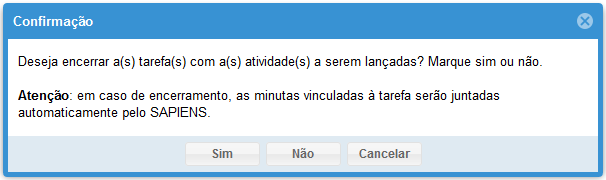 Confirmação
Deseja encerrar a(s) tarefa(s) com a(s) atividade(s) a serem lançadas? Marque sim ou não.
Atenção: em caso de encerramento, as minutas vinculadas à tarefa serão juntadas
automaticamente pelo SAPIENS.
Sim Não Cancelar